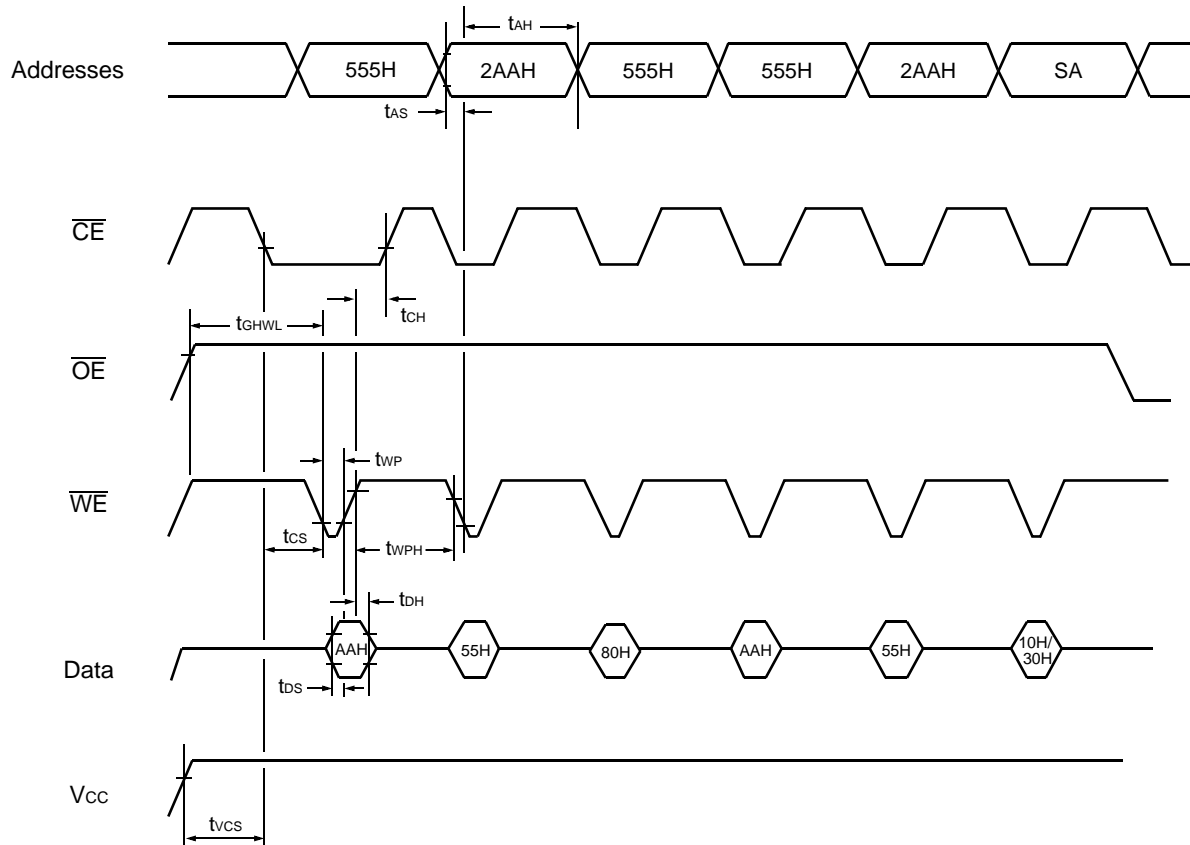 tAH
Addresses 555H 2AAH 555H 555H 2AAH SA
tAS
CE
tCH
tGHWL
OE
tWP
WE
tCS tWPH
tDH
Data AAH 55H 80H AAH 55H 10H/
30H
tDS
VCC
tVCS